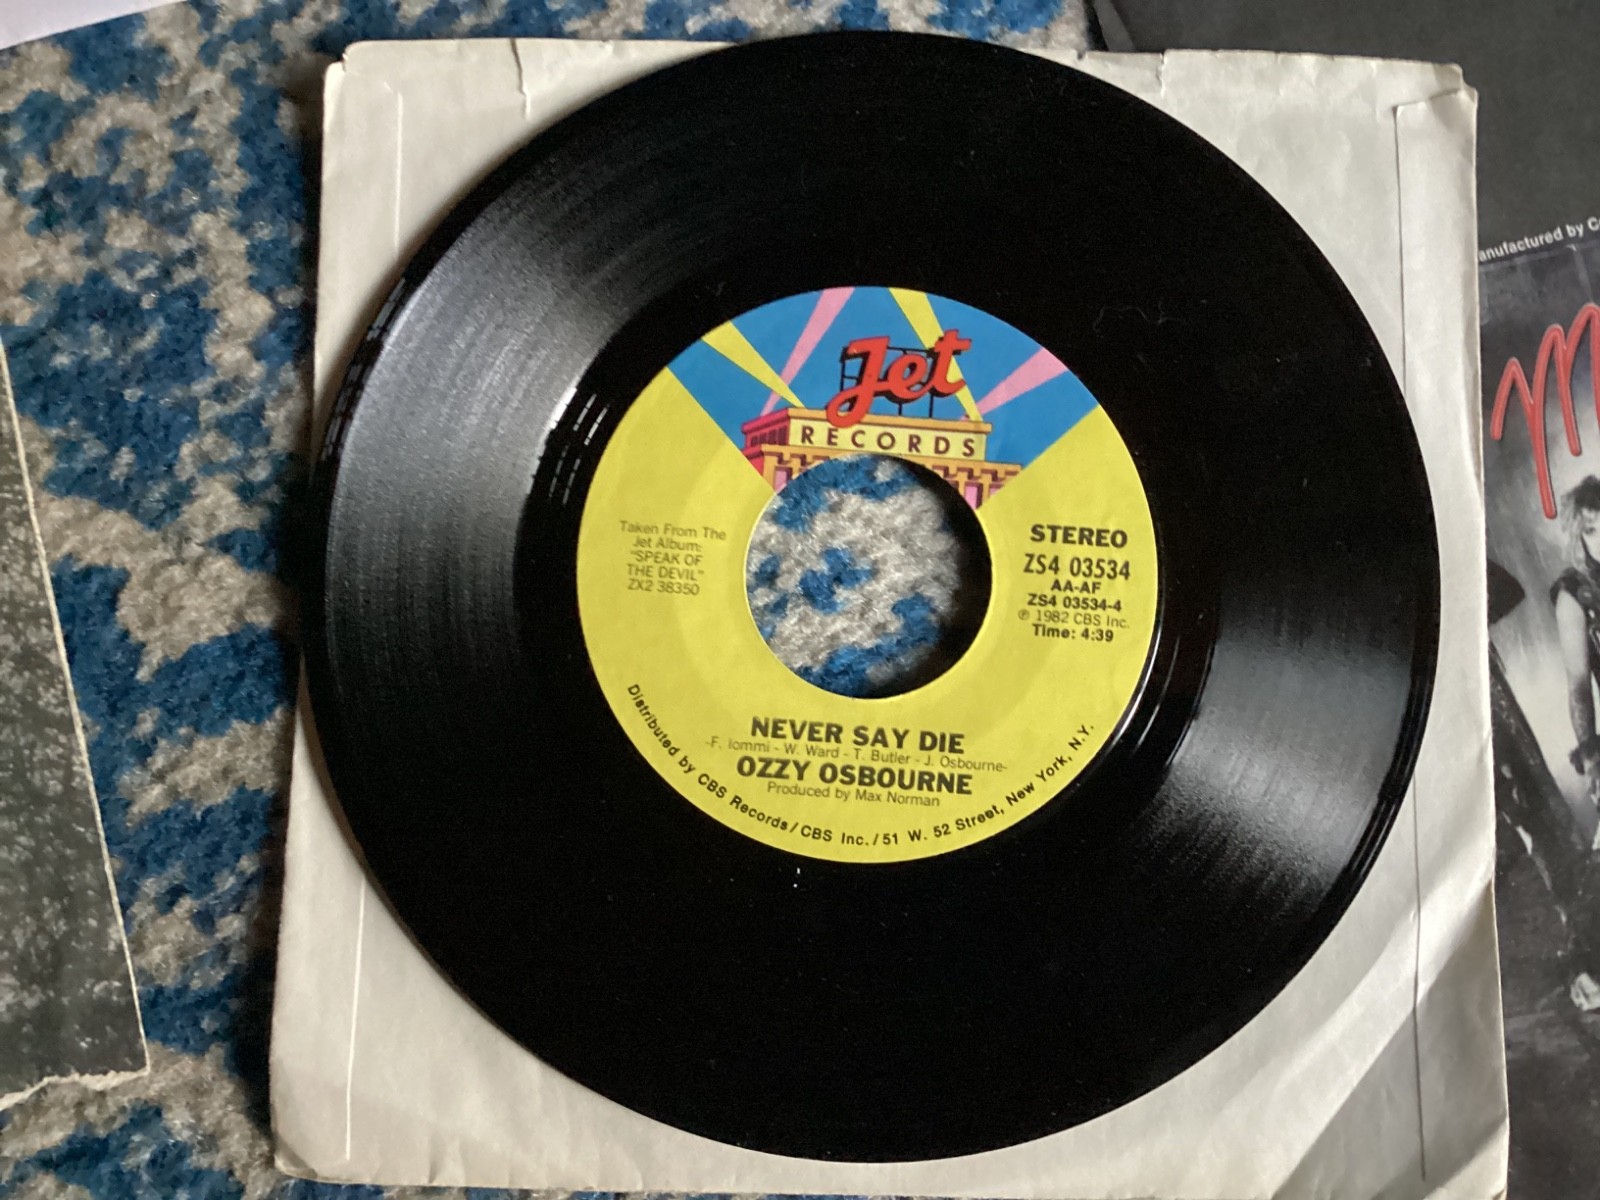 Jet
RECORDS
Taken From The
Jet Album:
"SPEAK OF
THE DEVIL"
ZX2 38350
STEREO
ZS4 03534
AA-AF
ZS4 03534-4
℗ 1982 CBS Inc.
Time: 4:39
NEVER SAY DIE
-F. Iommi - W. Ward - T. Butler - J. Osbourne-
OZZY OSBOURNE
Produced by Max Norman
Distributed by CBS Records/CBS Inc./51 W. 52 Street, New York, N.Y.
anufactured by C